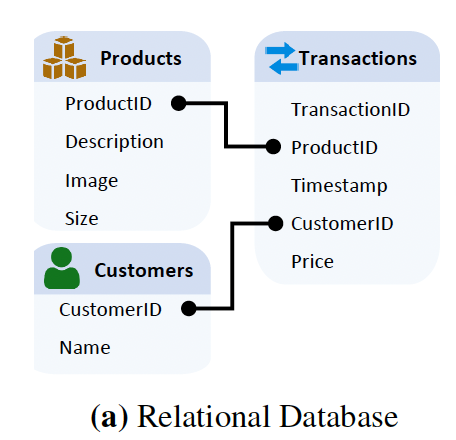 Products
ProductID
Description
Image
Size
Customers
CustomerID
Name
Transactions
TransactionID
ProductID
Timestamp
CustomerID
Price
(a) Relational Database